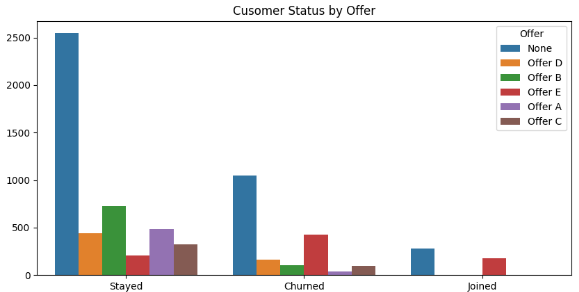 Cusomer Status by Offer
2500
2000
1500
1000
500
0
Stayed
Churned
Joined
Offer
None
Offer D
Offer B
Offer E
Offer A
Offer C